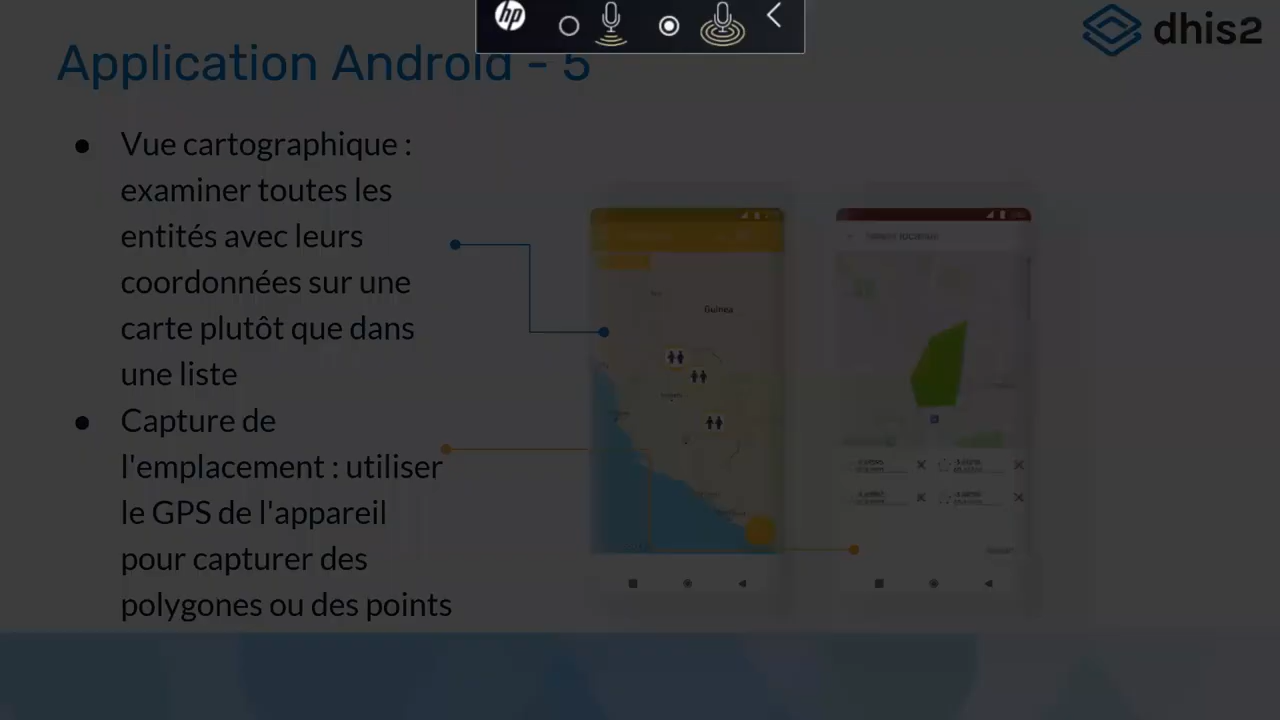 hp
dhis2
Application Android - 5
Vue cartographique :
examiner toutes les
entités avec leurs
coordonnées sur une
carte plutôt que dans
une liste
Capture de
l'emplacement : utiliser
le GPS de l'appareil
pour capturer des
polygones ou des points
Guinea